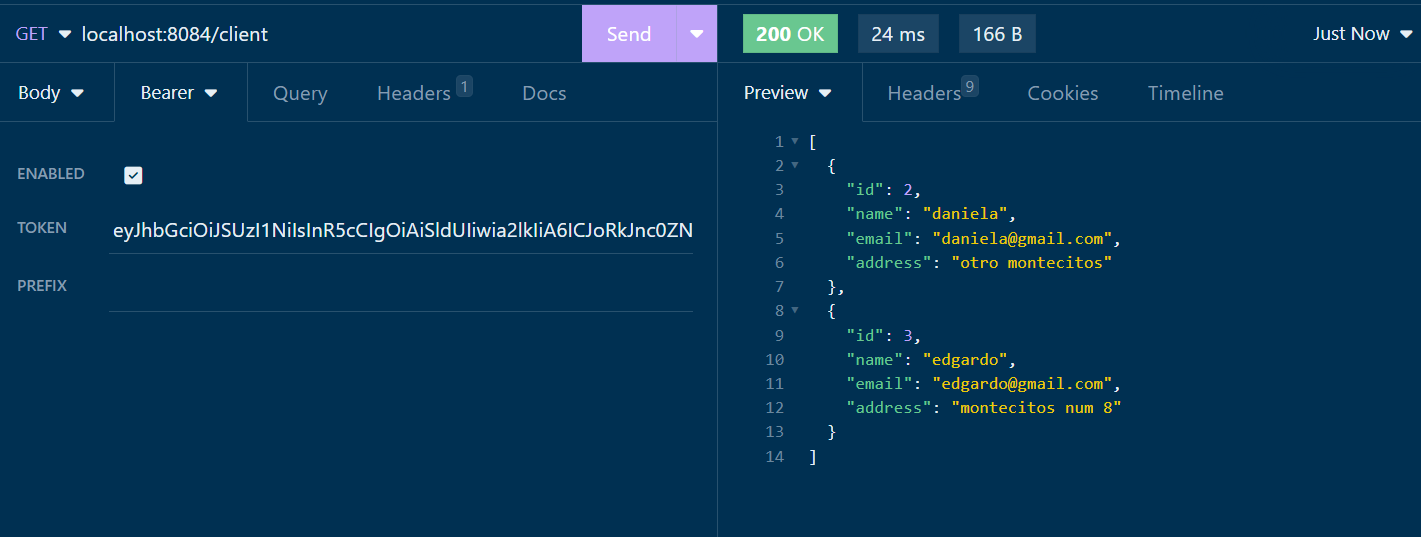 GET localhost:8084/client Send 200 OK 24 ms 166 B Just Now
Body Bearer Query Headers 1 Docs Preview Headers 9 Cookies Timeline
ENABLED
TOKEN eyJhbGciOiJSUzI1NiIsInR5cCIgOiAiSldUIiwia2lkIiA6ICJoRkJnc0ZN
PREFIX
1 [
2 {
3 "id": 2,
4 "name": "daniela",
5 "email": "daniela@gmail.com",
6 "address": "otro montecitos"
7 },
8 {
9 "id": 3,
10 "name": "edgardo",
11 "email": "edgardo@gmail.com",
12 "address": "montecitos num 8"
13 }
14 ]